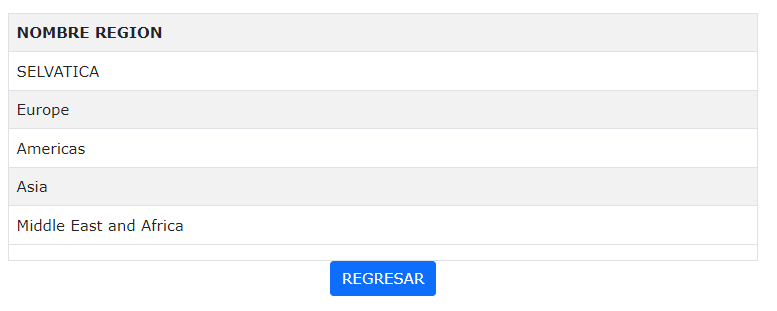 NOMBRE REGION
SELVATICA
Europe
Americas
Asia
Middle East and Africa
REGRESAR